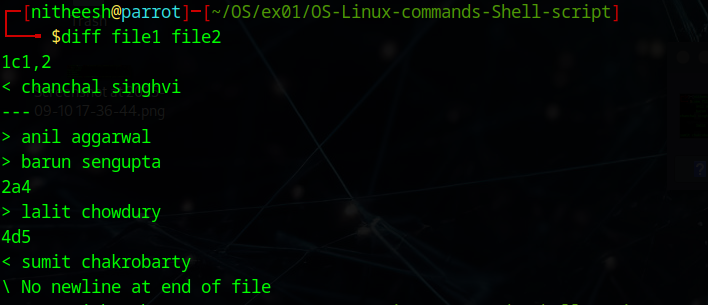 ┌─[nitheesh@parrot]─[~/OS/ex01/OS-Linux-commands-Shell-script]
└──╼ $diff file1 file2
1c1,2
< chanchal singhvi
---
09-10 17-36-44.png
> anil aggarwal
> barun sengupta
2a4
> lalit chowdury
4d5
< sumit chakrobarty
\ No newline at end of file